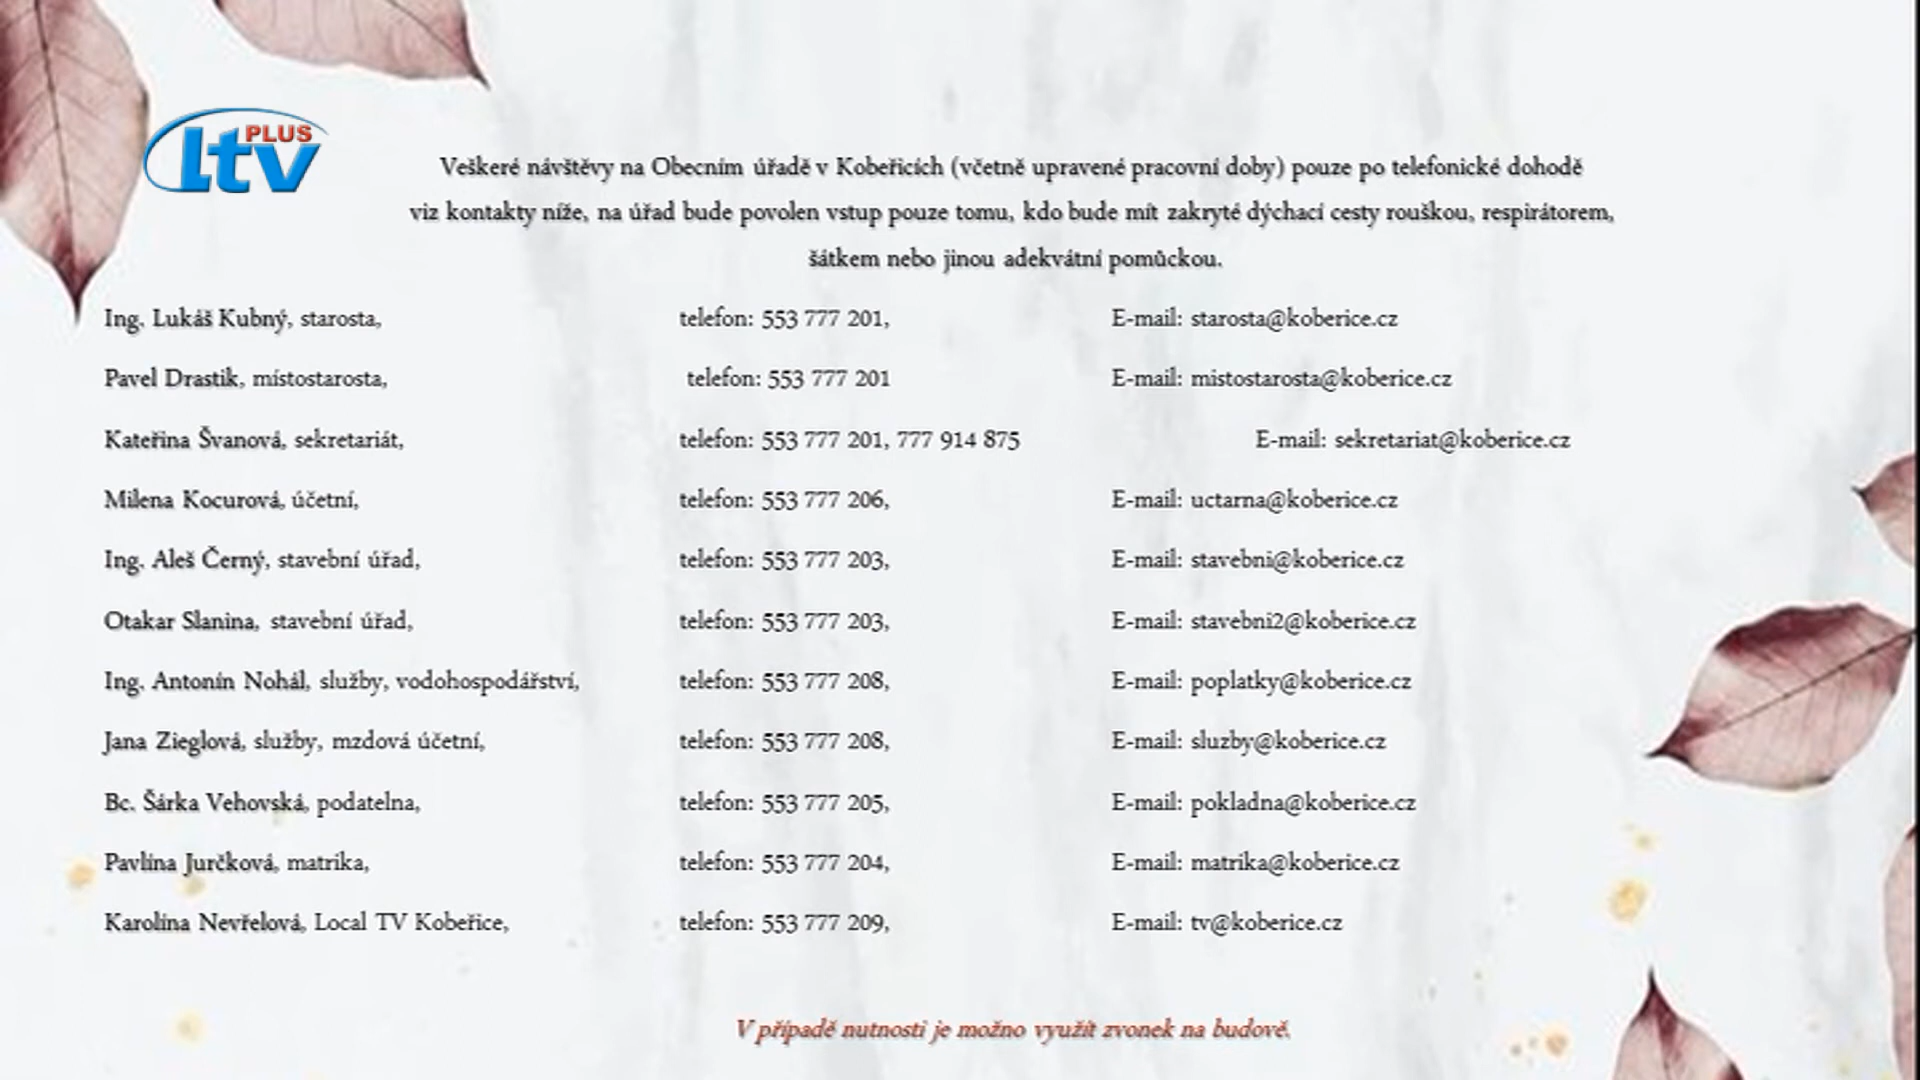 ltv PLUS
Veškeré návštěvy na Obecním úřadě v Kobeřicích (včetně upravené pracovní doby) pouze po telefonické dohodě
viz kontakty níže, na úřad bude povolen vstup pouze tomu, kdo bude mít zakryté dýchací cesty rouškou, respirátorem,
šátkem nebo jinou adekvátní pomůckou.
Ing. Lukáš Kubný, starosta, telefon: 553 777 201, E-mail: starosta@koberice.cz
Pavel Drastik, místostarosta, telefon: 553 777 201 E-mail: mistostarosta@koberice.cz
Kateřina Švanová, sekretariát, telefon: 553 777 201, 777 914 875 E-mail: sekretariat@koberice.cz
Milena Kocurová, účetní, telefon: 553 777 206, E-mail: uctarna@koberice.cz
Ing. Aleš Černý, stavební úřad, telefon: 553 777 203, E-mail: stavebni@koberice.cz
Otakar Slanina, stavební úřad, telefon: 553 777 203, E-mail: stavebni2@koberice.cz
Ing. Antonín Nohál, služby, vodohospodářství, telefon: 553 777 208, E-mail: poplatky@koberice.cz
Jana Zieglová, služby, mzdová účetní, telefon: 553 777 208, E-mail: sluzby@koberice.cz
Bc. Šárka Vehovská, podatelna, telefon: 553 777 205, E-mail: pokladna@koberice.cz
Pavlína Jurčková, matrika, telefon: 553 777 204, E-mail: matrika@koberice.cz
Karolína Nevřelová, Local TV Kobeřice, telefon: 553 777 209, E-mail: tv@koberice.cz
V případě nutnosti je možno využít zvonek na budově.